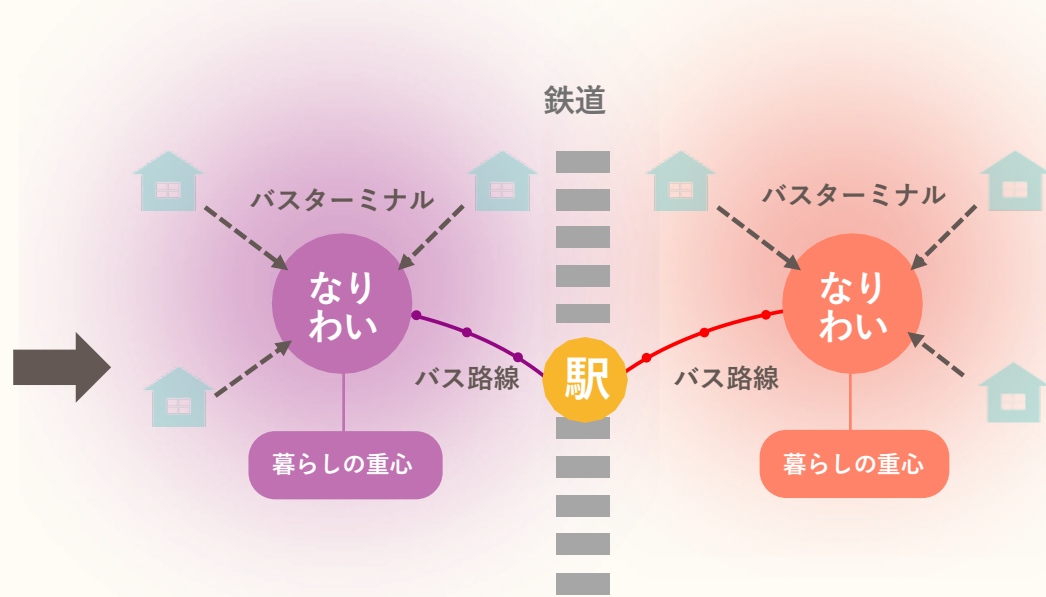 鉄道
バスターミナル
バスターミナル
なり
わい
なり
わい
バス路線
駅
バス路線
暮らしの重心
暮らしの重心